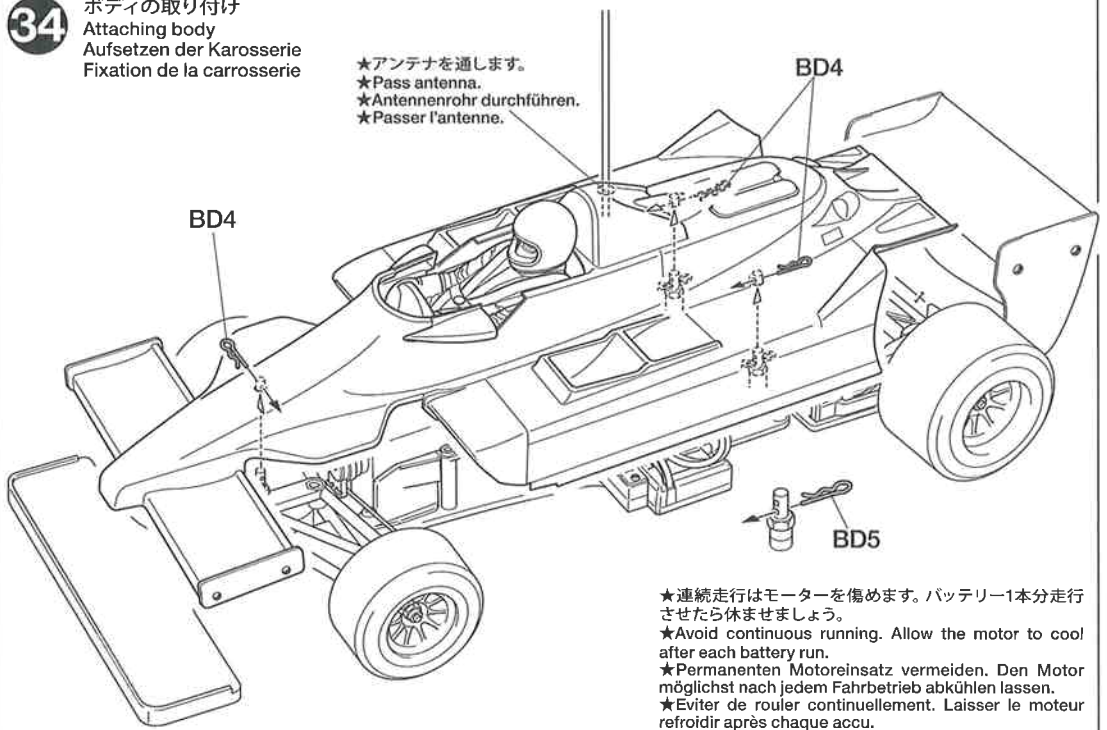 34
ボディの取り付け
Attaching body
Aufsetzen der Karosserie
Fixation de la carrosserie
★アンテナを通します。
★Pass antenna.
★Antennenrohr durchführen.
★Passer l'antenne.
BD4
BD4
BD5
★連続走行はモーターを傷めます。バッテリー1本分走行
させたら休ませましょう。
★Avoid continuous running. Allow the motor to cool
after each battery run.
★Permanenten Motoreinsatz vermeiden. Den Motor
möglichst nach jedem Fahrbetrieb abkühlen lassen.
★Eviter de rouler continuellement. Laisser le moteur
refroidir après chaque accu.